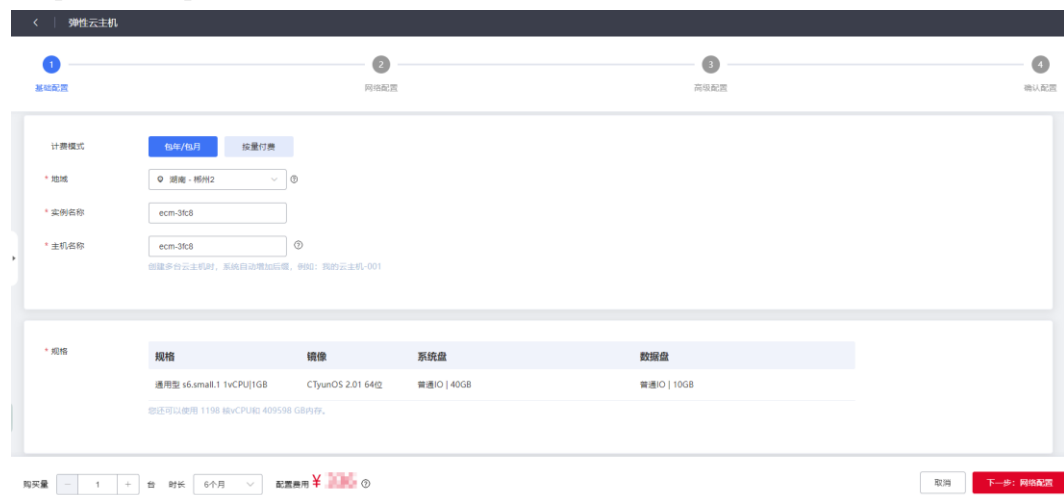 弹性云主机
1 2 3 4
基础配置 网络配置 高级配置 确认配置
计费模式 包年/包月 按量付费
* 地域 湖南 - 郴州2
* 实例名称 ecm-3fc8
* 主机名称 ecm-3fc8
创建多台云主机时，系统自动增加后缀，例如：我的云主机-001
* 规格 规格 镜像 系统盘 数据盘
通用型 s6.small.1 1vCPU|1GB CTyunOS 2.01 64位 普通IO | 40GB 普通IO | 10GB
您还可以使用 1198 核vCPU和 409598 GB内存。
购买量 - 1 + 台 时长 6个月 配置费用 ¥ 取消 下一步：网络配置